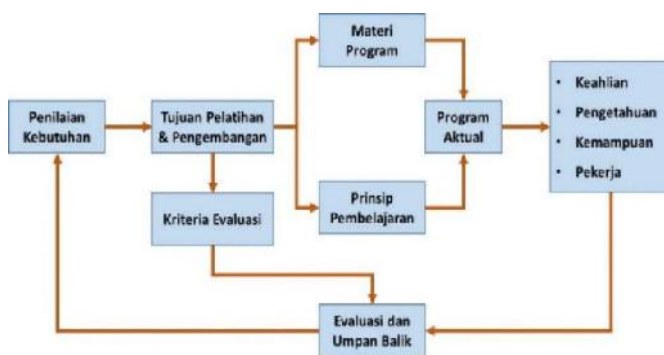 Materi
Program
Penilaian
Kebutuhan
Tujuan Pelatihan
& Pengembangan
Program
Aktual
• Keahlian
• Pengetahuan
• Kemampuan
• Pekerja
Kriteria Evaluasi
Prinsip
Pembelajaran
Evaluasi dan
Umpan Balik